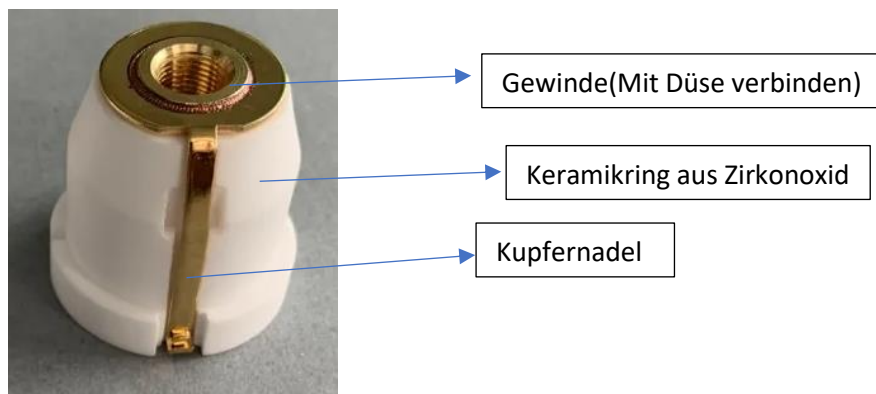 Gewinde(Mit Düse verbinden)
Keramikring aus Zirkonoxid
Kupfernadel